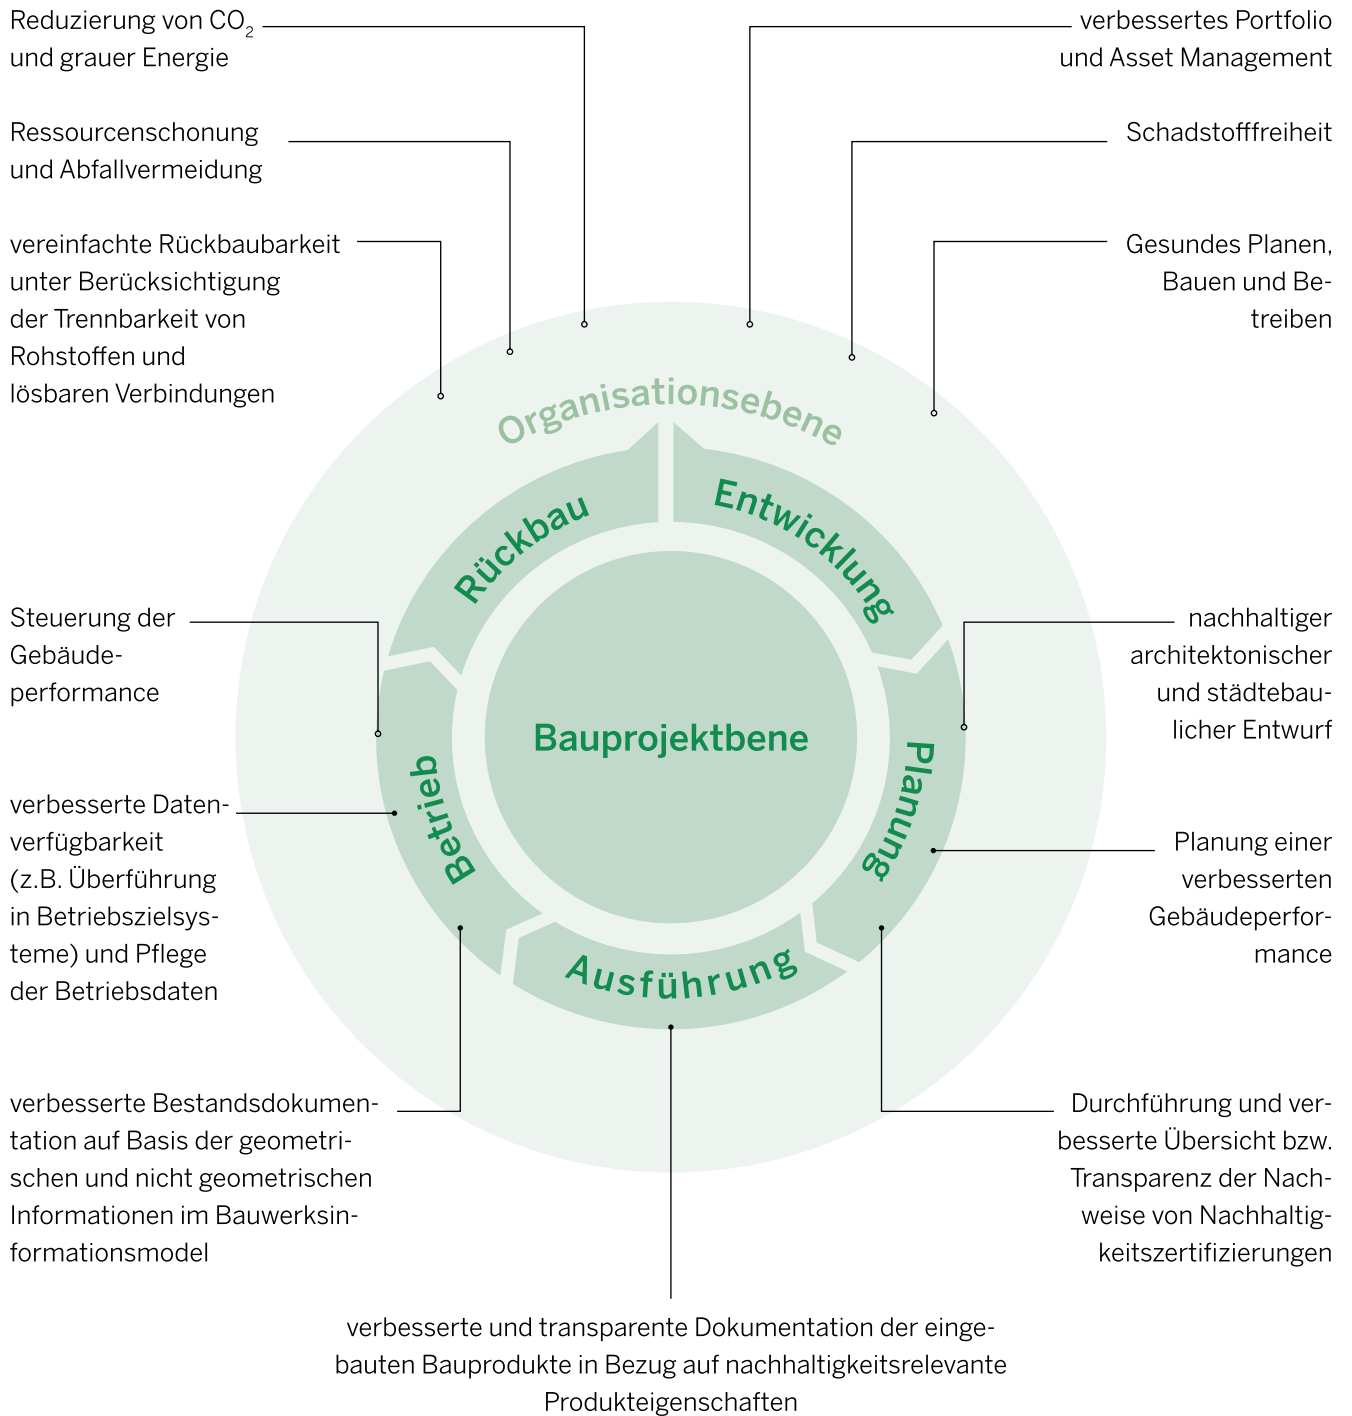 Reduzierung von CO₂
und grauer Energie
Ressourcenschonung
und Abfallvermeidung
vereinfachte Rückbaubarkeit
unter Berücksichtigung
der Trennbarkeit von
Rohstoffen und
lösbaren Verbindungen
verbessertes Portfolio
und Asset Management
Schadstofffreiheit
Gesundes Planen,
Bauen und Be-
treiben
Organisationsebene
Rückbau
Entwicklung
Bauprojektbene
Betrieb
Planung
Ausführung
Steuerung der
Gebäude-
performance
verbesserte Daten-
verfügbarkeit
(z.B. Überführung
in Betriebszielsys-
teme) und Pflege
der Betriebsdaten
verbesserte Bestandsdokumen-
tation auf Basis der geometri-
schen und nicht geometrischen
Informationen im Bauwerksin-
formationsmodel
nachhaltiger
architektonischer
und städtebau-
licher Entwurf
Planung einer
verbesserten
Gebäudeperfor-
mance
Durchführung und ver-
besserte Übersicht bzw.
Transparenz der Nach-
weise von Nachhaltig-
keitszertifizierungen
verbesserte und transparente Dokumentation der einge-
bauten Bauprodukte in Bezug auf nachhaltigkeitsrelevante
Produkteigenschaften